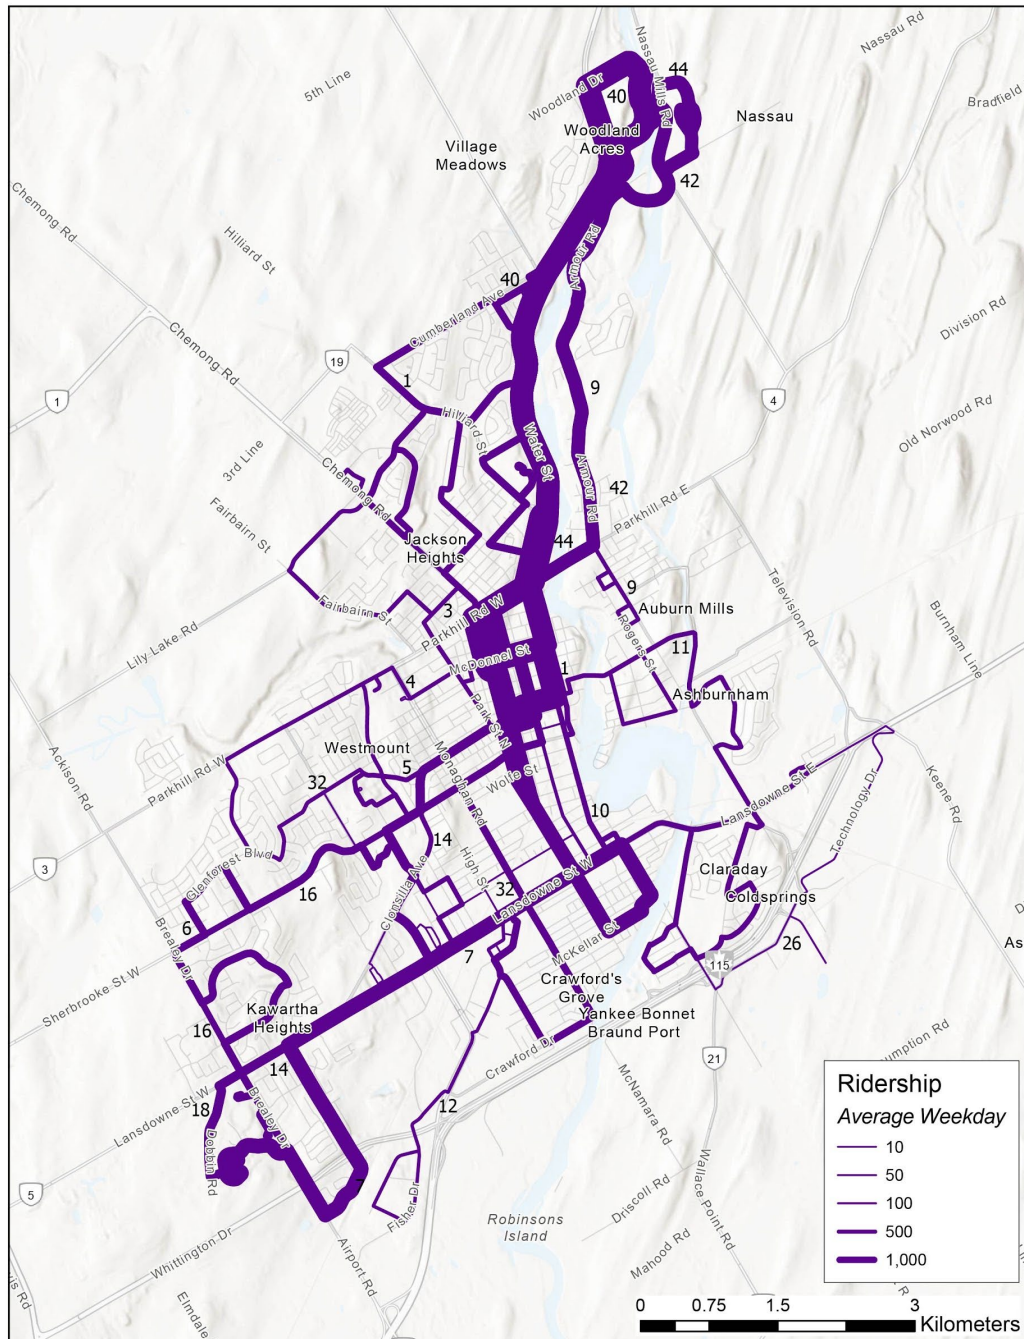 Nassau Rd
Nassau Mills Rd
44
5th Line
Woodland Dr
40
Bradfield
Nassau
Woodland
Acres
Village
Meadows
42
Chemong Rd
Hilliard St
Armour Rd
40
Cumberland Ave
Division Rd
Chemong Rd
19
1
1
9
4
Hilliard St
Old Norwood Rd
3rd Line
Water St
Chemong Rd
Armour Rd
42
Parkhill Rd E
Fairbairn St
Jackson
Heights
44
Television Rd
9
Fairbairn St
3
Auburn Mills
Burnham Line
Parkhill Rd W
Lily Lake Rd
Rogers St
11
McDonnel St
1
4
Ashburnham
Park St N
Westmount
Ackison Rd
Monaghan Rd
5
Parkhill Rd W
32
Wolfe St
Lansdowne St E
Keene Rd
Technology Dr
10
14
Glenforest Blvd
High St
3
Claraday
16
32
Lansdowne St W
Coldsprings
Clonsilla Ave
6
Brealey Dr
McKellar St
26
7
115
Sherbrooke St W
Crawford's
Grove
Kawartha
Heights
Yankee Bonnet
Braund Port
16
Crawford Dr
umption Rd
21
14
Lansdowne St W
18
Brealey Dr
12
McNamara Rd
Dobbin Rd
Wallace Point Rd
7
5
Fisher Dr
Driscoll Rd
Robinsons
Island
Whittington Dr
Airport Rd
Mahood Rd
Elmdale
Ridership
Average Weekday
10
50
100
500
1,000
0 0.75 1.5 3
Kilometers